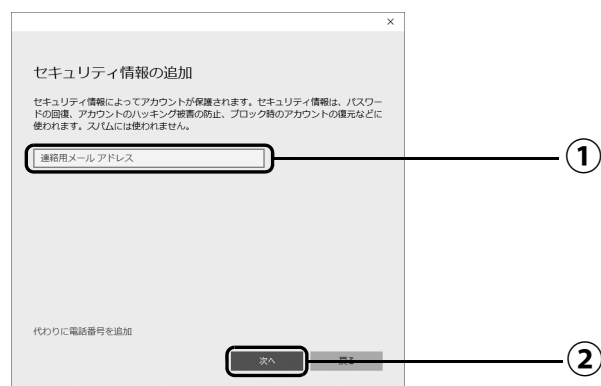 ×
セキュリティ情報の追加
セキュリティ情報によってアカウントが保護されます。セキュリティ情報は、パスワー
ドの回復、アカウントのハッキング被害の防止、ブロック時のアカウントの復元などに
使われます。スパムには使われません。
連絡用メール アドレス
①
代わりに電話番号を追加
次へ
戻る
②